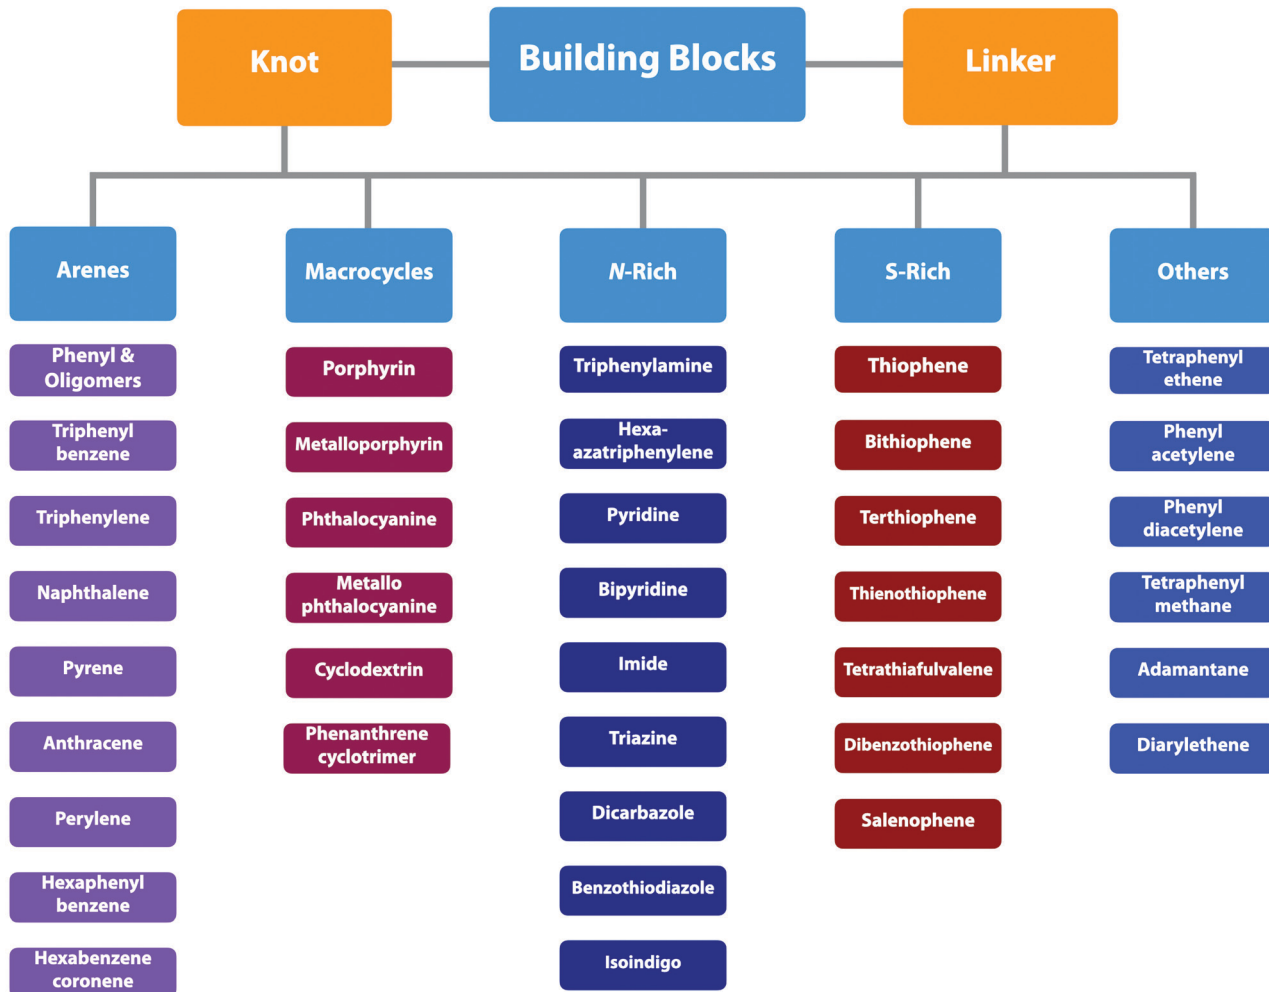 Knot
Building Blocks
Linker
Arenes
Macrocycles
N-Rich
S-Rich
Others
Phenyl &
Oligomers
Triphenyl
benzene
Triphenylene
Naphthalene
Pyrene
Anthracene
Perylene
Hexaphenyl
benzene
Hexabenzene
coronene
Porphyrin
Metalloporphyrin
Phthalocyanine
Metallo
phthalocyanine
Cyclodextrin
Phenanthrene
cyclotrimer
Triphenylamine
Hexa-
azatriphenylene
Pyridine
Bipyridine
Imide
Triazine
Dicarbazole
Benzothiodiazole
Isoindigo
Thiophene
Bithiophene
Terthiophene
Thienothiophene
Tetrathiafulvalene
Dibenzothiophene
Salenophene
Tetraphenyl
ethene
Phenyl
acetylene
Phenyl
diacetylene
Tetraphenyl
methane
Adamantane
Diarylethene